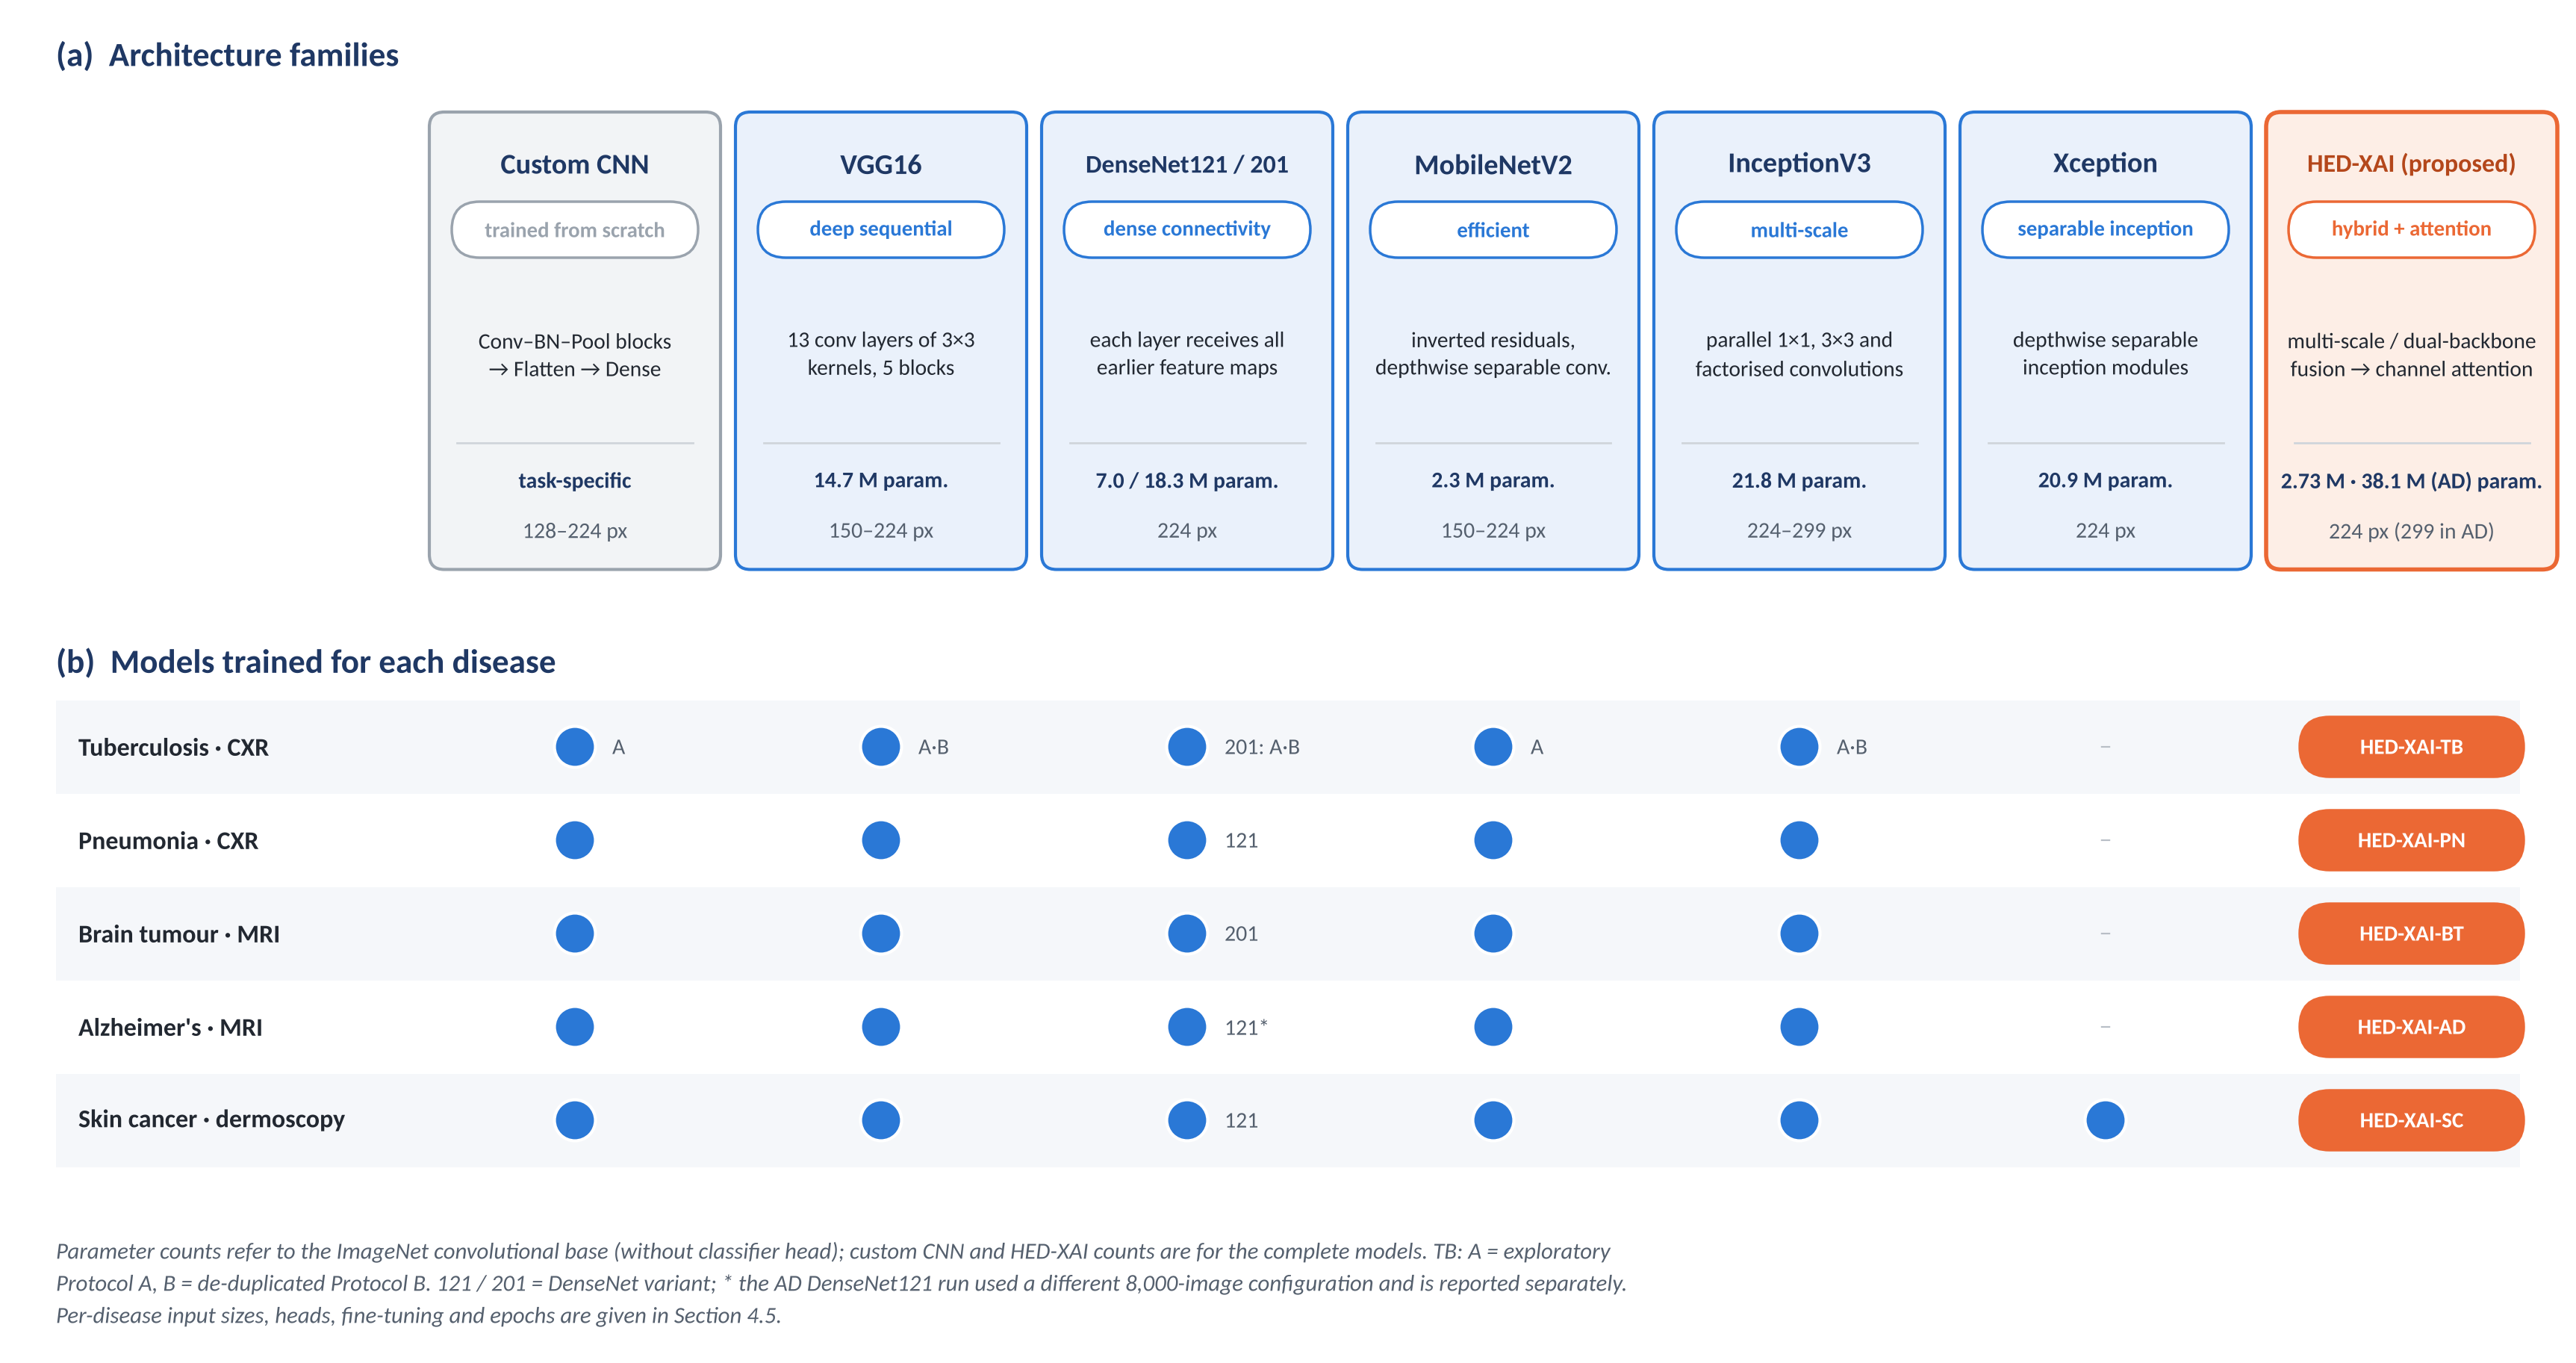 (a) Architecture families
Custom CNN
trained from scratch
Conv–BN–Pool blocks
→ Flatten → Dense
task-specific
128–224 px
VGG16
deep sequential
13 conv layers of 3×3
kernels, 5 blocks
14.7 M param.
150–224 px
DenseNet121 / 201
dense connectivity
each layer receives all
earlier feature maps
7.0 / 18.3 M param.
224 px
MobileNetV2
efficient
inverted residuals,
depthwise separable conv.
2.3 M param.
150–224 px
InceptionV3
multi-scale
parallel 1×1, 3×3 and
factorised convolutions
21.8 M param.
224–299 px
Xception
separable inception
depthwise separable
inception modules
20.9 M param.
224 px
HED-XAI (proposed)
hybrid + attention
multi-scale / dual-backbone
fusion → channel attention
2.73 M · 38.1 M (AD) param.
224 px (299 in AD)
(b) Models trained for each disease
Tuberculosis · CXR A A·B 201: A·B A A·B – HED-XAI-TB
Pneumonia · CXR 121 – HED-XAI-PN
Brain tumour · MRI 201 – HED-XAI-BT
Alzheimer's · MRI 121* – HED-XAI-AD
Skin cancer · dermoscopy 121 HED-XAI-SC
Parameter counts refer to the ImageNet convolutional base (without classifier head); custom CNN and HED-XAI counts are for the complete models. TB: A = exploratory
Protocol A, B = de-duplicated Protocol B. 121 / 201 = DenseNet variant; * the AD DenseNet121 run used a different 8,000-image configuration and is reported separately.
Per-disease input sizes, heads, fine-tuning and epochs are given in Section 4.5.